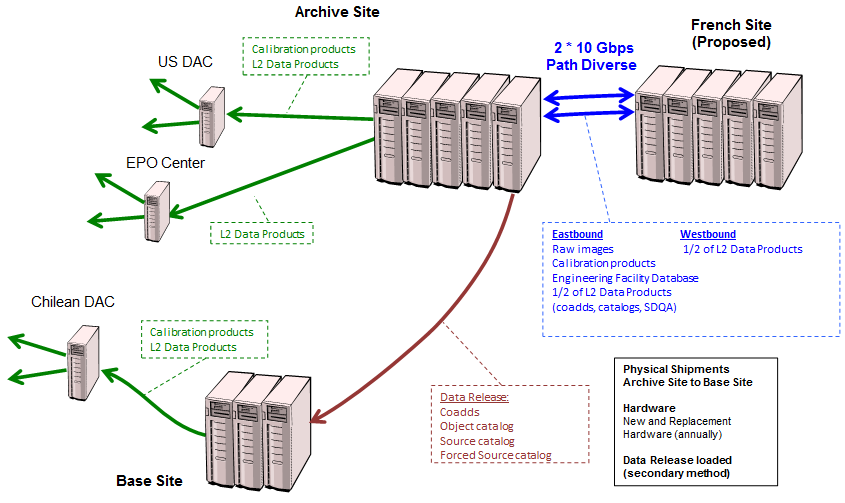 Archive Site
French Site
(Proposed)
2 * 10 Gbps
Path Diverse
US DAC
Calibration products
L2 Data Products
EPO Center
L2 Data Products
Eastbound
Raw images
Calibration products
Engineering Facility Database
1/2 of L2 Data Products
(coadds, catalogs, SDQA)
Westbound
1/2 of L2 Data Products
Chilean DAC
Calibration products
L2 Data Products
Base Site
Data Release:
Coadds
Object catalog
Source catalog
Forced Source catalog
Physical Shipments
Archive Site to Base Site
Hardware
New and Replacement
Hardware (annually)
Data Release loaded
(secondary method)